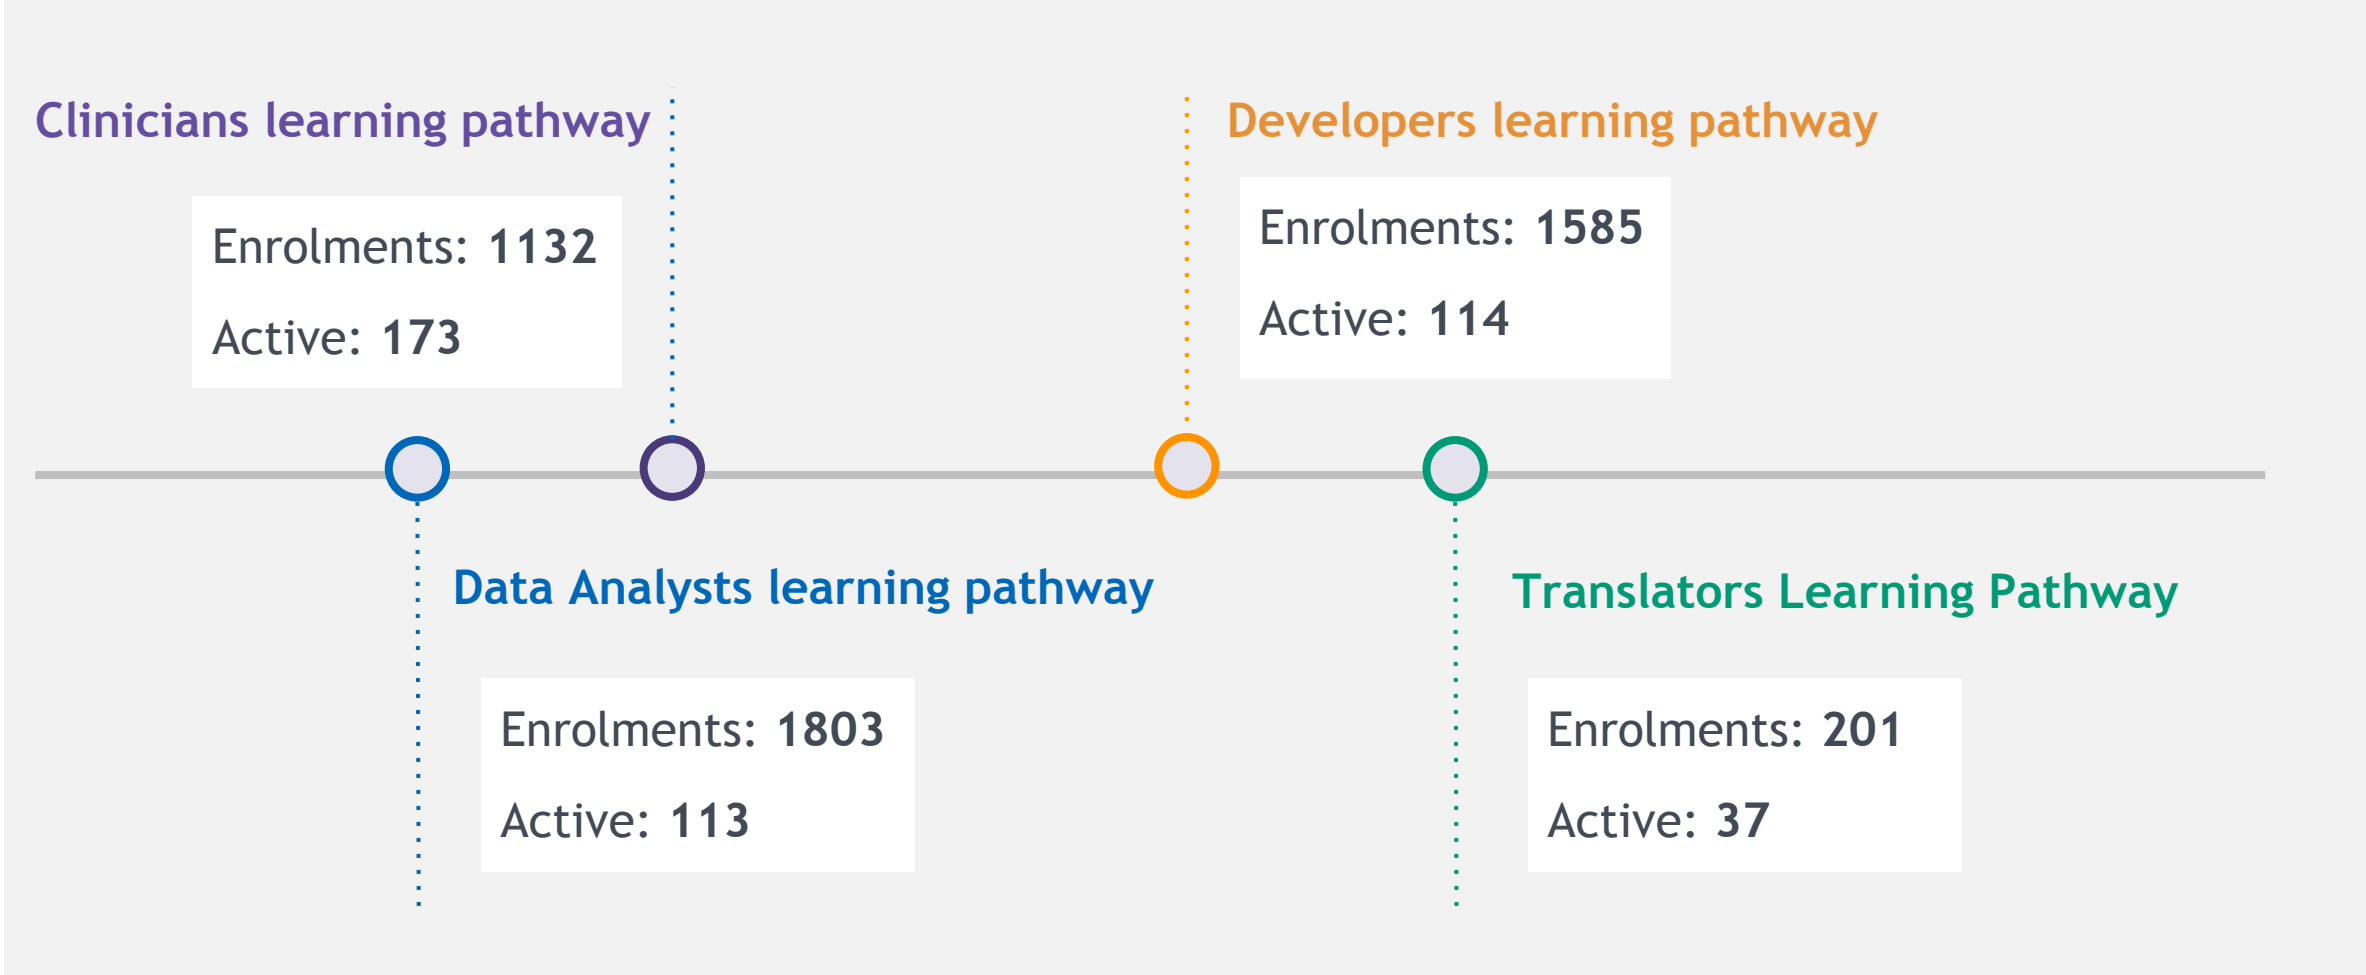 Clinicians learning pathway
Enrolments: 1132
Active: 173
Developers learning pathway
Enrolments: 1585
Active: 114
Data Analysts learning pathway
Enrolments: 1803
Active: 113
Translators Learning Pathway
Enrolments: 201
Active: 37